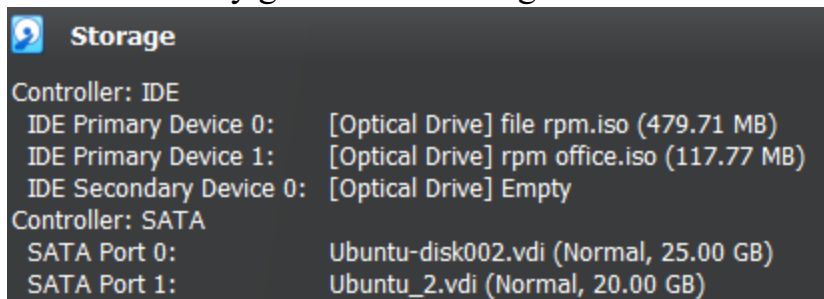 Storage
Controller: IDE
IDE Primary Device 0: [Optical Drive] file rpm.iso (479.71 MB)
IDE Primary Device 1: [Optical Drive] rpm office.iso (117.77 MB)
IDE Secondary Device 0: [Optical Drive] Empty
Controller: SATA
SATA Port 0: Ubuntu-disk002.vdi (Normal, 25.00 GB)
SATA Port 1: Ubuntu_2.vdi (Normal, 20.00 GB)